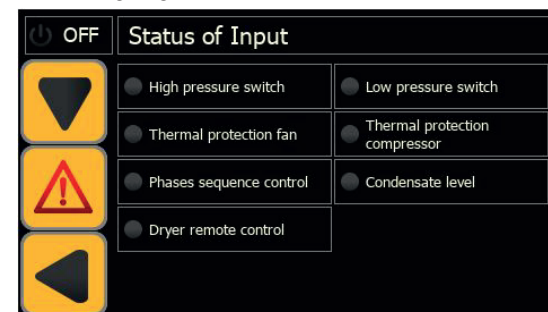 OFF
Status of Input
High pressure switch
Low pressure switch
Thermal protection fan
Thermal protection
compressor
Phases sequence control
Condensate level
Dryer remote control